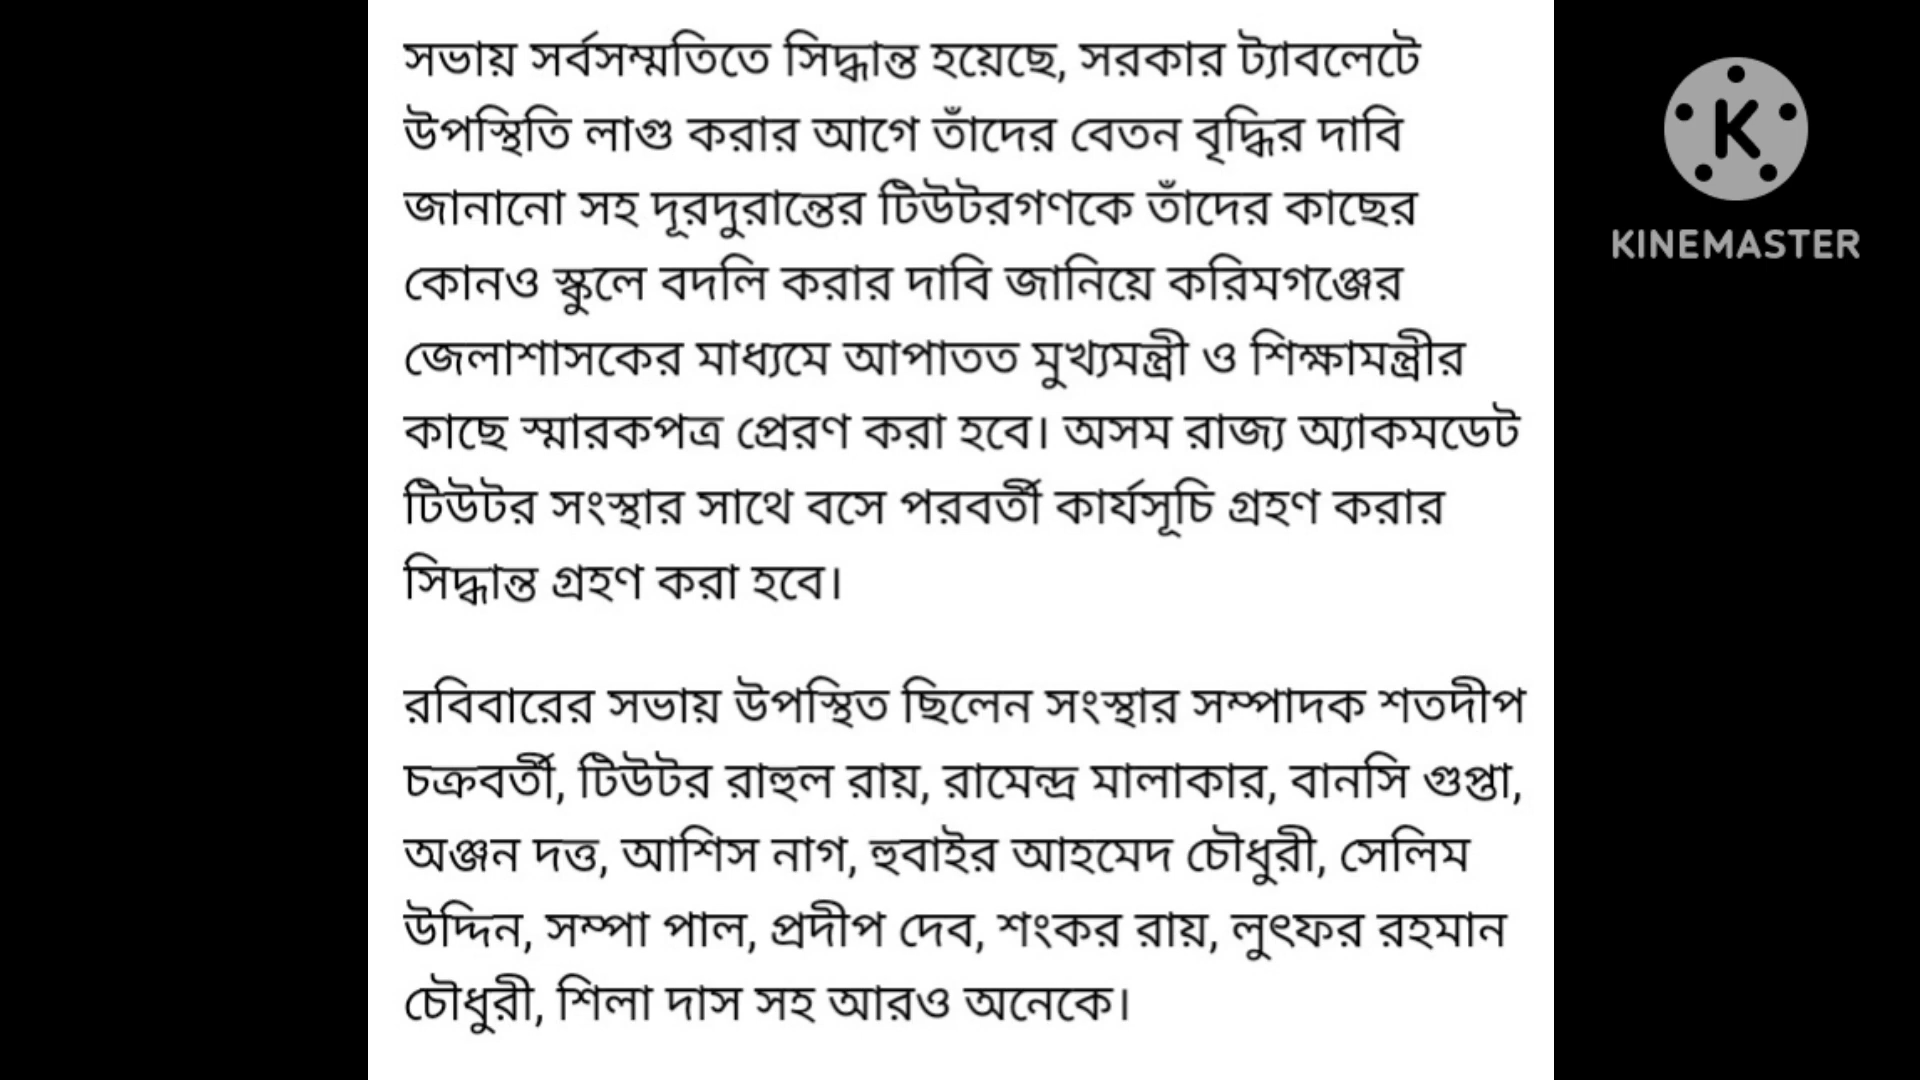 সভায় সর্বসম্মতিতে সিদ্ধান্ত হয়েছে, সরকার ট্যাবলেটে
উপস্থিতি লাগু করার আগে তাঁদের বেতন বৃদ্ধির দাবি
জানানো সহ দূরদুরান্তের টিউটরগণকে তাঁদের কাছের
কোনও স্কুলে বদলি করার দাবি জানিয়ে করিমগঞ্জের
জেলাশাসকের মাধ্যমে আপাতত মুখ্যমন্ত্রী ও শিক্ষামন্ত্রীর
কাছে স্মারকপত্র প্রেরণ করা হবে। অসম রাজ্য অ্যাকমডেট
টিউটর সংস্থার সাথে বসে পরবর্তী কার্যসূচি গ্রহণ করার
সিদ্ধান্ত গ্রহণ করা হবে।
রবিবারের সভায় উপস্থিত ছিলেন সংস্থার সম্পাদক শতদীপ
চক্রবর্তী, টিউটর রাহুল রায়, রামেন্দ্র মালাকার, বানসি গুপ্তা,
অঞ্জন দত্ত, আশিস নাগ, হুবাইর আহমেদ চৌধুরী, সেলিম
উদ্দিন, সম্পা পাল, প্রদীপ দেব, শংকর রায়, লুৎফর রহমান
চৌধুরী, শিলা দাস সহ আরও অনেকে।
K
KINEMASTER